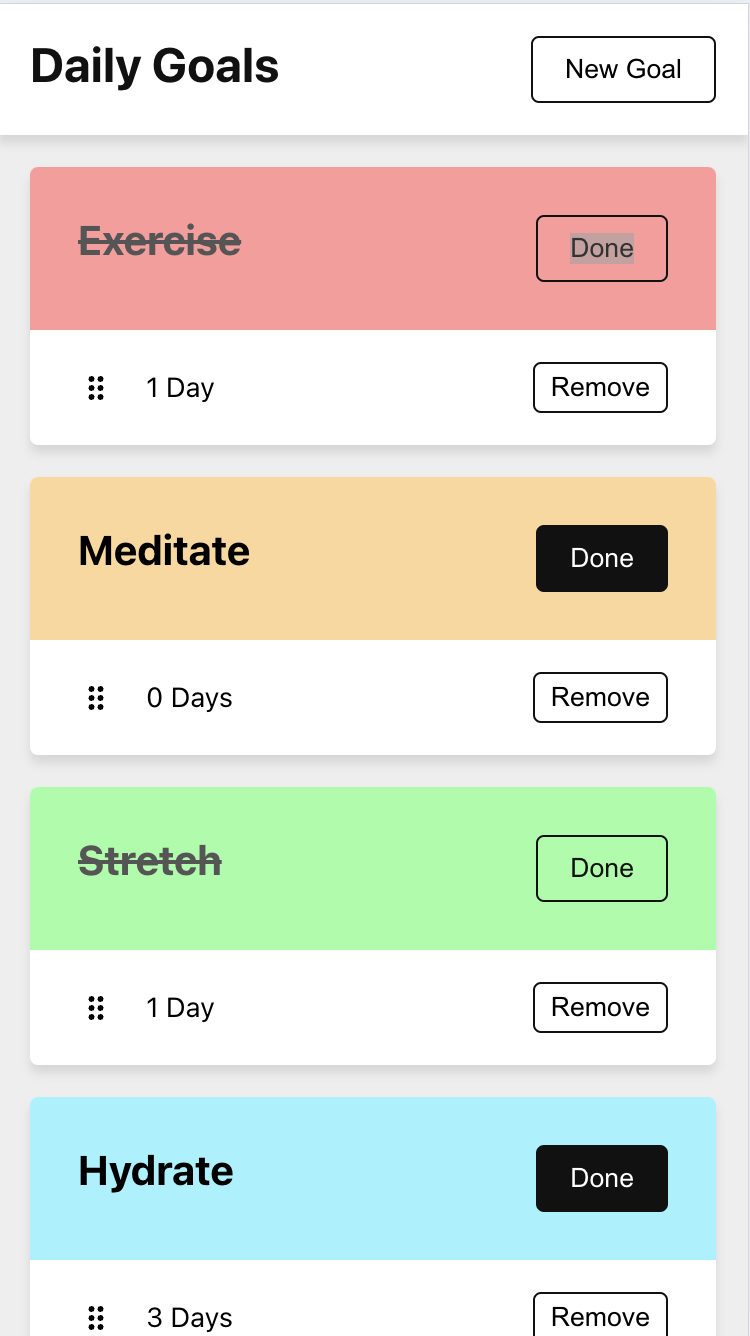 Daily Goals
New Goal
Exercise
Done
1 Day
Remove
Meditate
Done
0 Days
Remove
Stretch
Done
1 Day
Remove
Hydrate
Done
3 Days
Remove